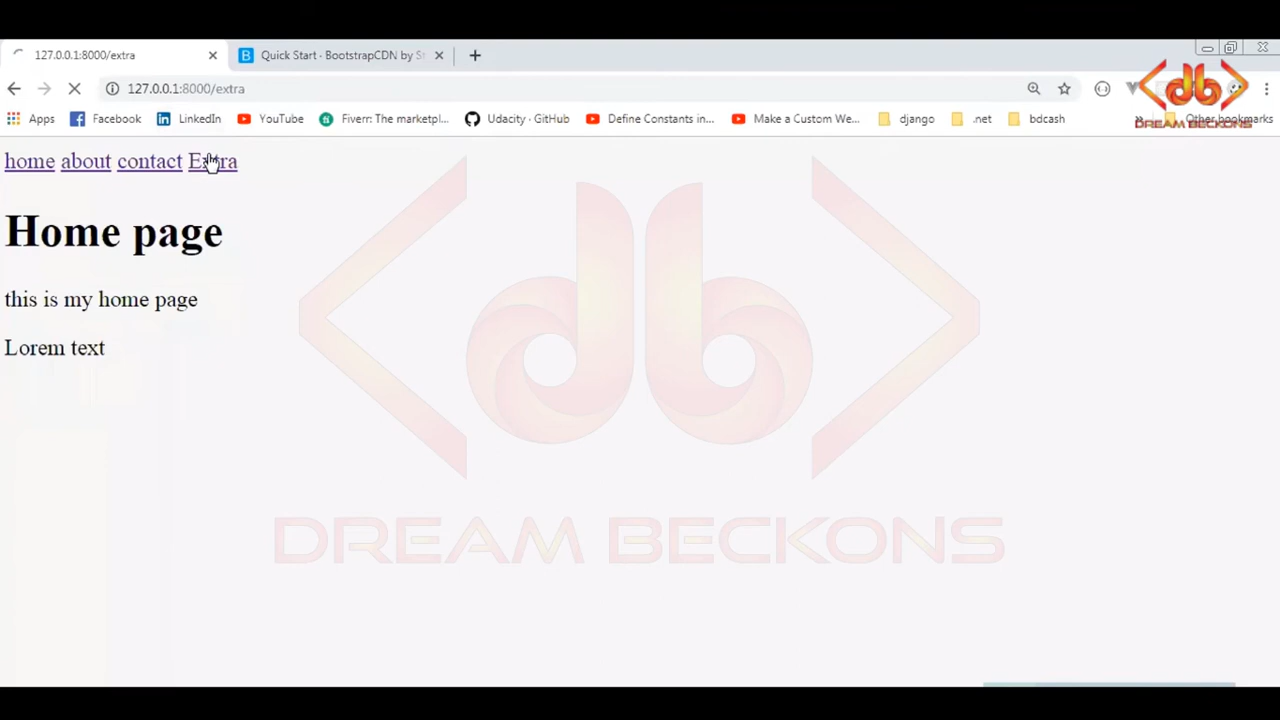 127.0.0.1:8000/extra
Quick Start · BootstrapCDN by St
127.0.0.1:8000/extra
Apps Facebook LinkedIn YouTube Fiverr: The marketpl... Udacity · GitHub Define Constants in... Make a Custom We... django .net bdcash » Other bookmarks
DREAM BECKONS
home about contact Extra
Home page
this is my home page
Lorem text
DREAM BECKONS